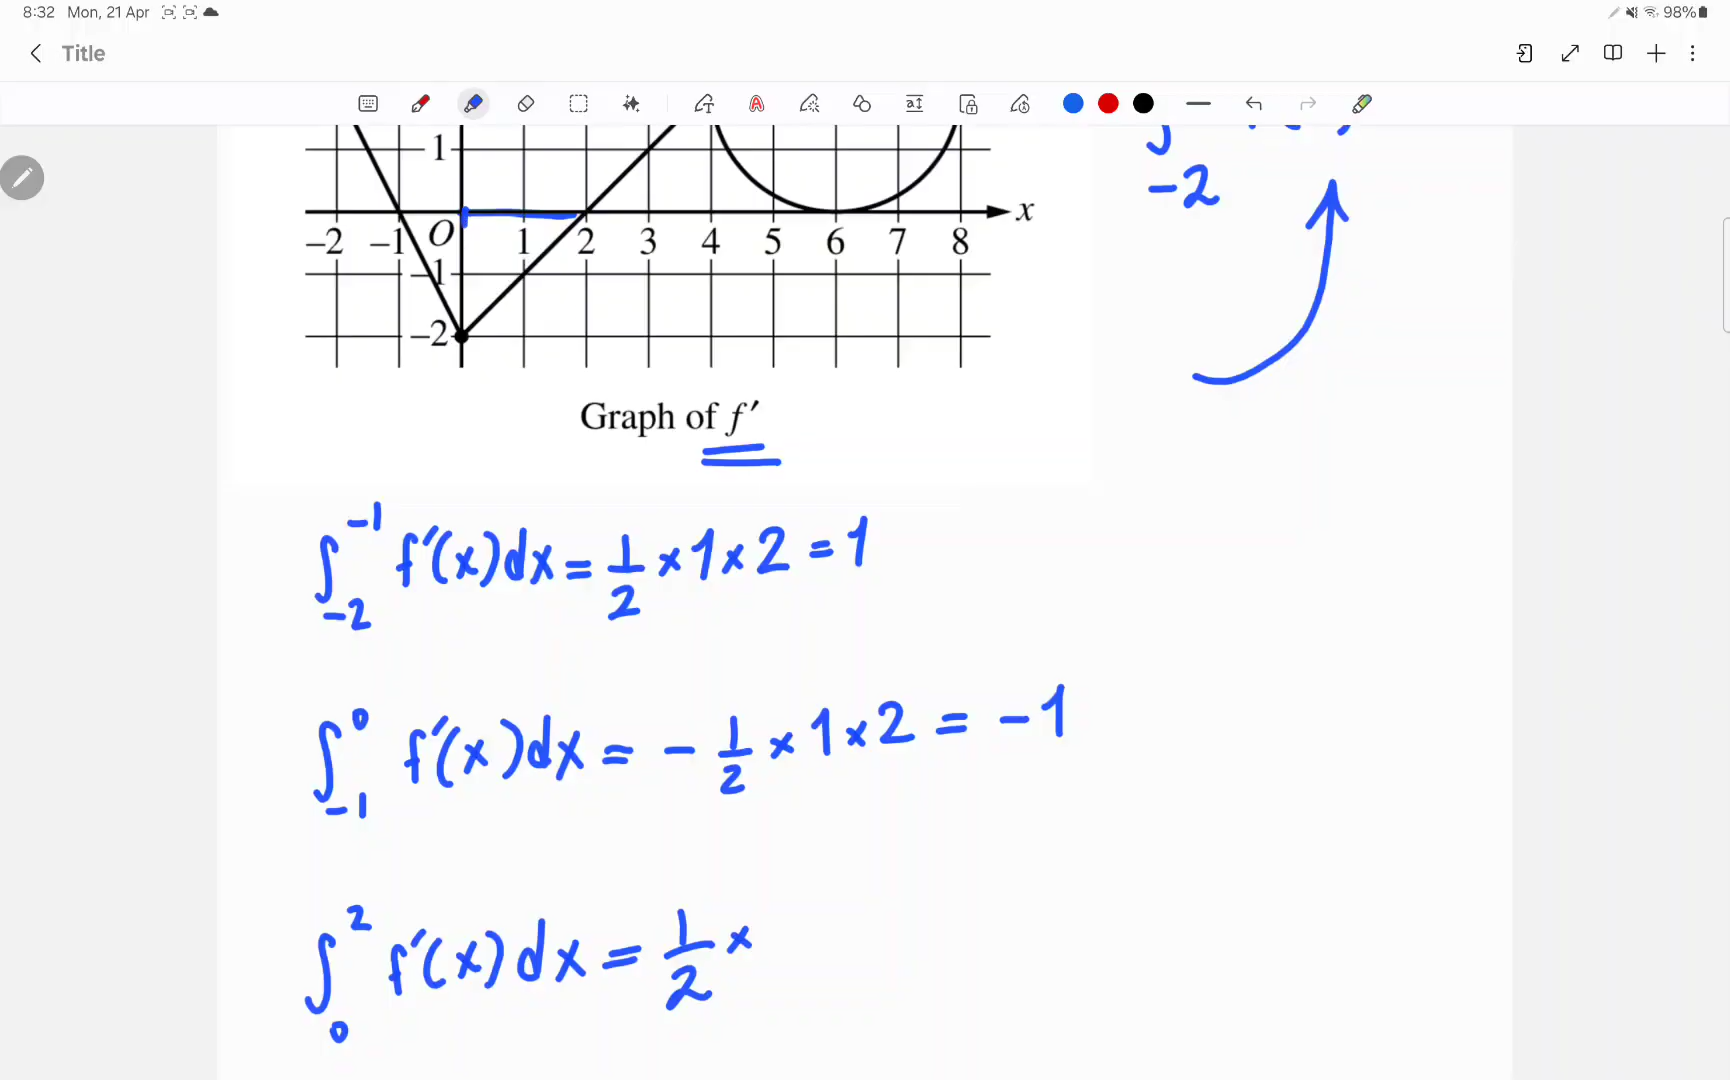 8:32 Mon, 21 Apr 98%
Title
1
-2
x
–2 –1 O 1 2 3 4 5 6 7 8
–1
–2
Graph of f′
∫_{-2}^{-1} f'(x)dx = 1/2 × 1 × 2 = 1
∫_{-1}^{0} f'(x)dx = - 1/2 × 1 × 2 = -1
∫_{0}^{2} f'(x)dx = 1/2 ×